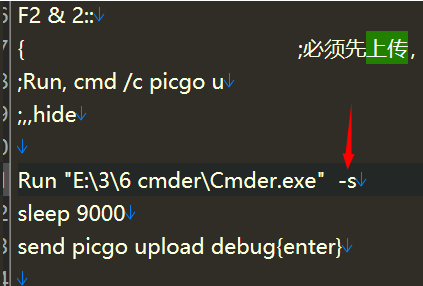 F2 & 2::
{ ;必须先上传,
;Run, cmd /c picgo u
;,,hide
Run "E:\3\6 cmder\Cmder.exe" -s
sleep 9000
send picgo upload debug{enter}